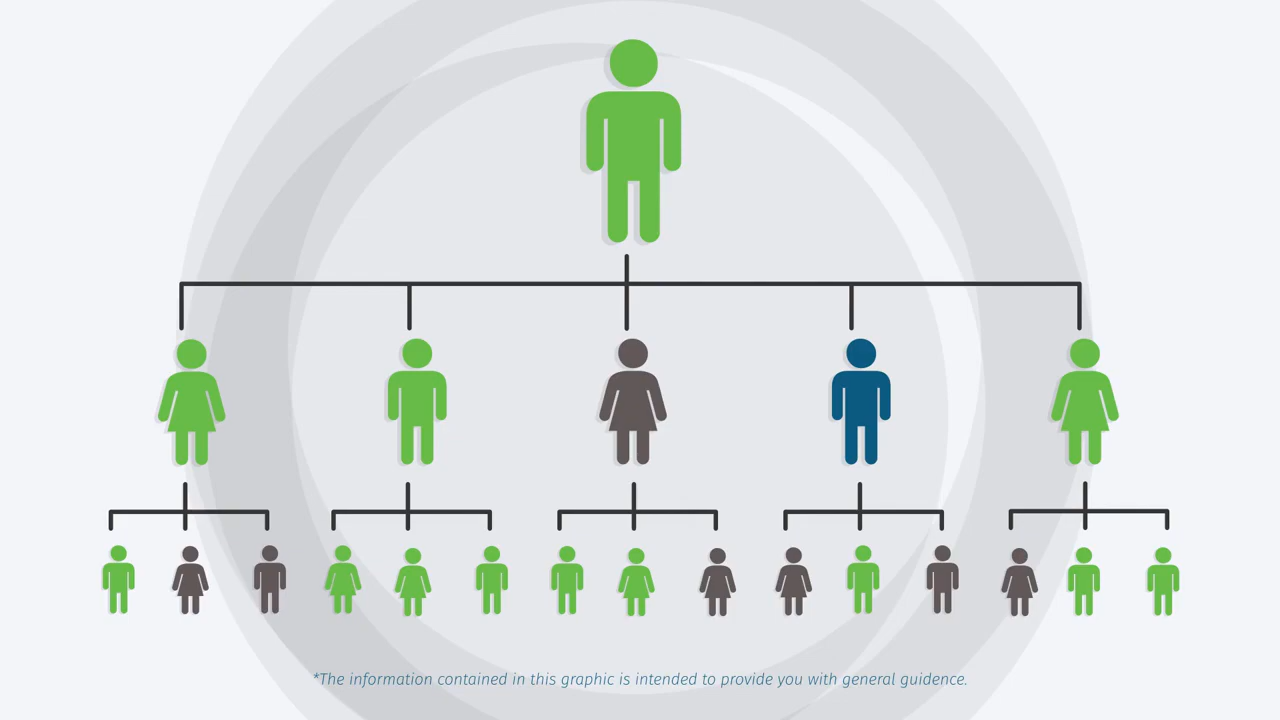 *The information contained in this graphic is intended to provide you with general guidence.